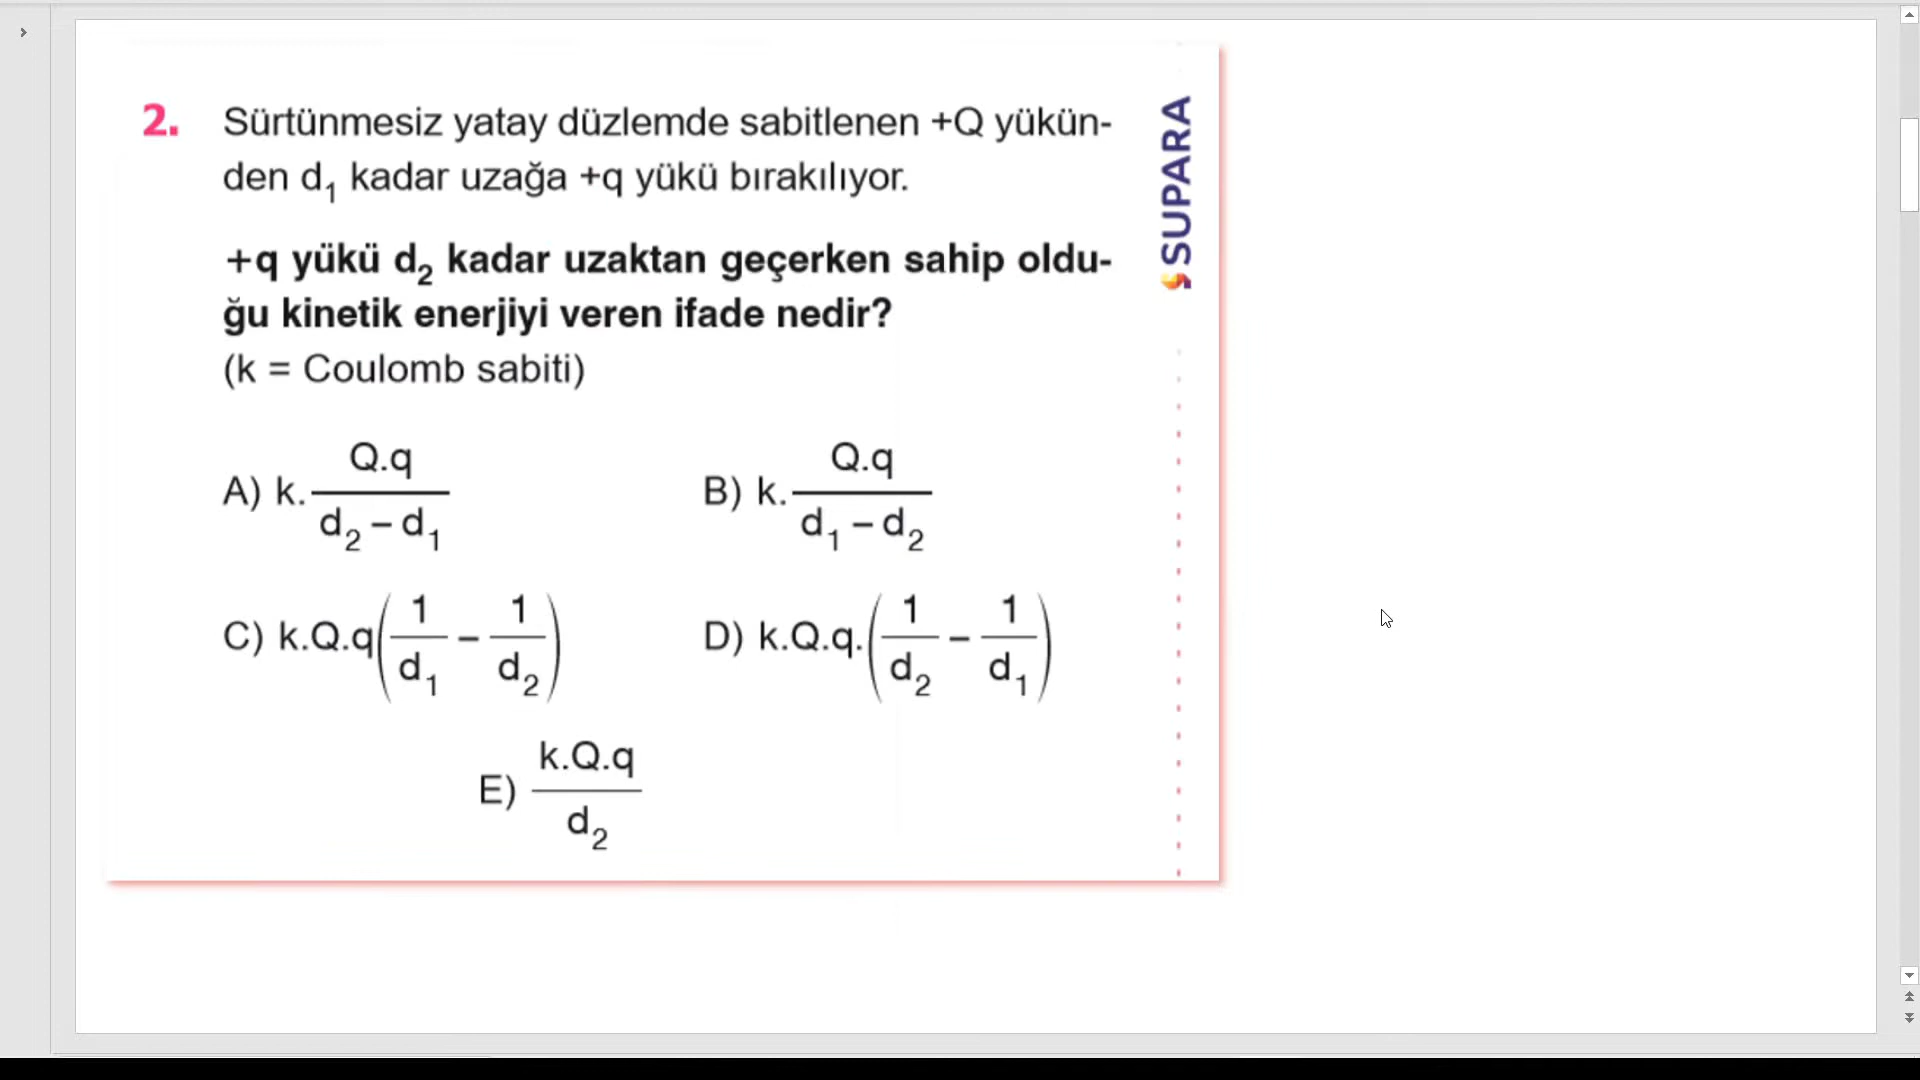 2. Sürtünmesiz yatay düzlemde sabitlenen +Q yükün-
den d₁ kadar uzağa +q yükü bırakılıyor.
+q yükü d₂ kadar uzaktan geçerken sahip oldu-
ğu kinetik enerjiyi veren ifade nedir?
(k = Coulomb sabiti)
A) k. Q.q / (d₂ – d₁)
B) k. Q.q / (d₁ – d₂)
C) k.Q.q(1/d₁ – 1/d₂)
D) k.Q.q.(1/d₂ – 1/d₁)
E) k.Q.q / d₂
SUPARA